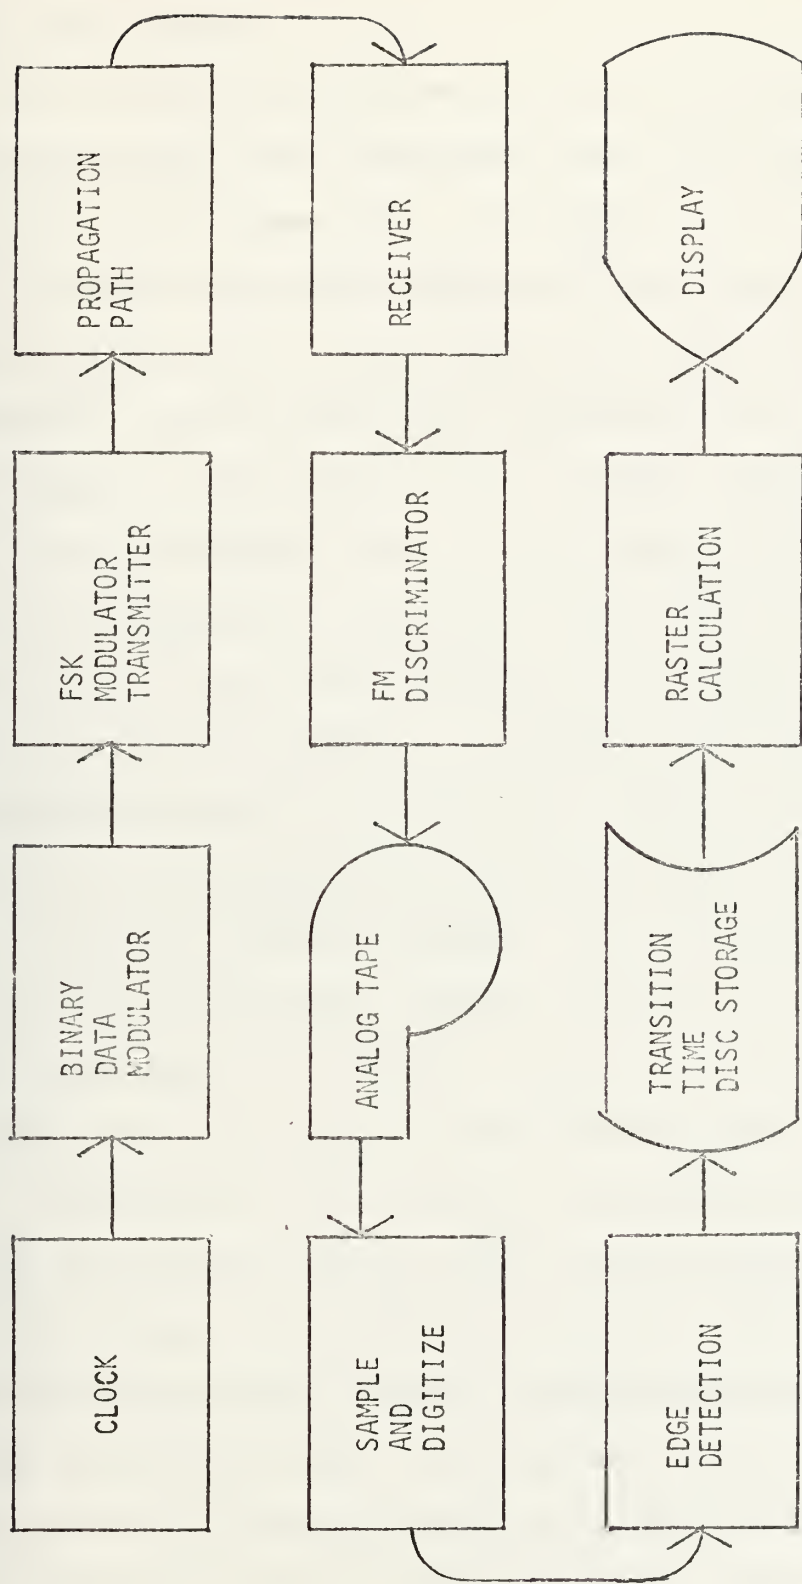 CLOCK
BINARY
DATA
MODULATOR
FSK
MODULATOR
TRANSMITTER
PROPAGATION
PATH
RECEIVER
FM
DISCRIMINATOR
ANALOG TAPE
SAMPLE
AND
DIGITIZE
EDGE
DETECTION
TRANSITION
TIME
DISC STORAGE
RASTER
CALCULATION
DISPLAY